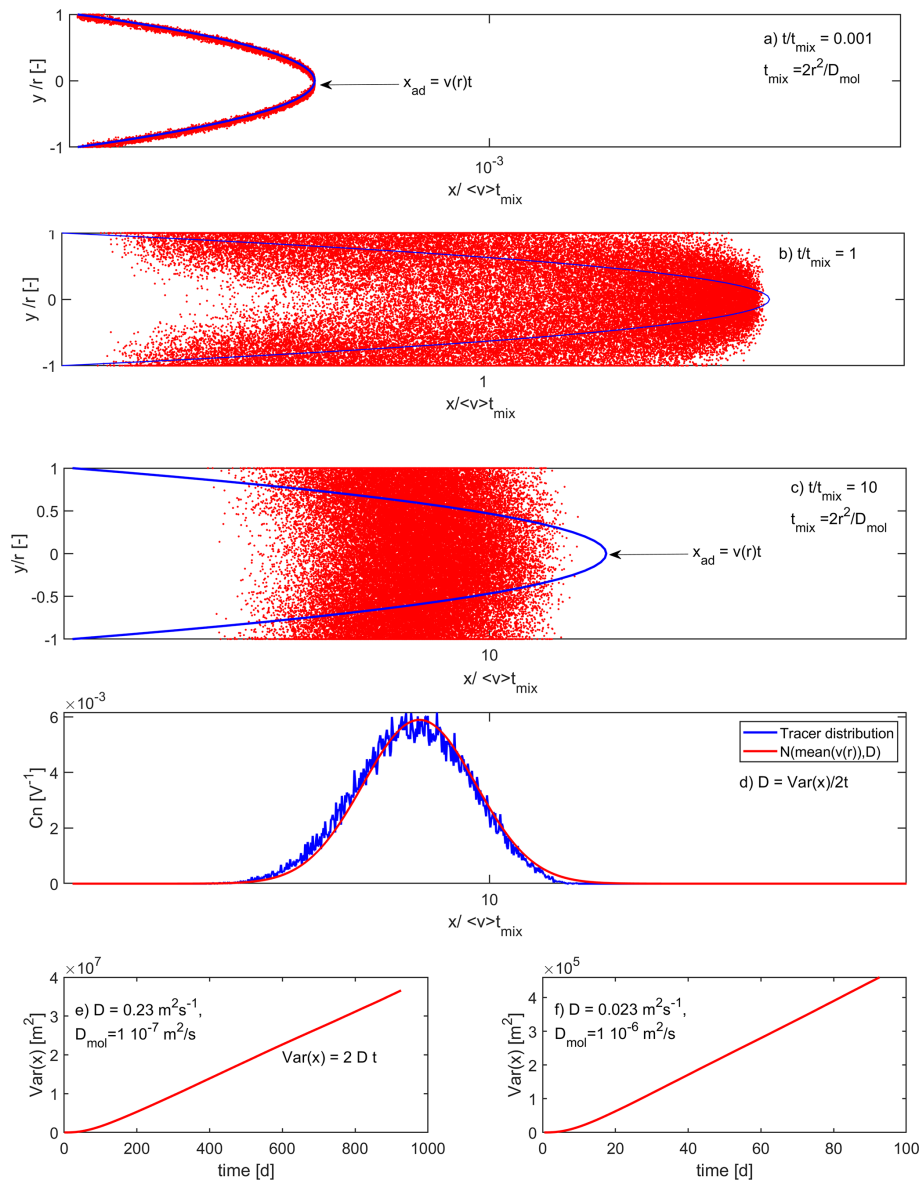 1
0
-1
y /r [-]
a) t/t_mix = 0.001
t_mix =2r²/D_mol
x_ad = v(r)t
10⁻³
x/ <v>t_mix
1
0
-1
y /r [-]
b) t/t_mix = 1
1
x/<v>t_mix
1
0.5
0
-0.5
-1
y/r [-]
c) t/t_mix = 10
t_mix =2r²/D_mol
x_ad = v(r)t
10
x/ <v>t_mix
×10⁻³
6
4
2
0
Cn [V⁻¹]
Tracer distribution
N(mean(v(r)),D)
d) D = Var(x)/2t
10
x/ <v>t_mix
×10⁷
4
3
2
1
0
Var(x) [m²]
e) D = 0.23 m²s⁻¹,
D_mol=1 10⁻⁷ m²/s
Var(x) = 2 D t
0 200 400 600 800 1000
time [d]
×10⁵
4
3
2
1
0
Var(x) [m²]
f) D = 0.023 m²s⁻¹,
D_mol=1 10⁻⁶ m²/s
0 20 40 60 80 100
time [d]